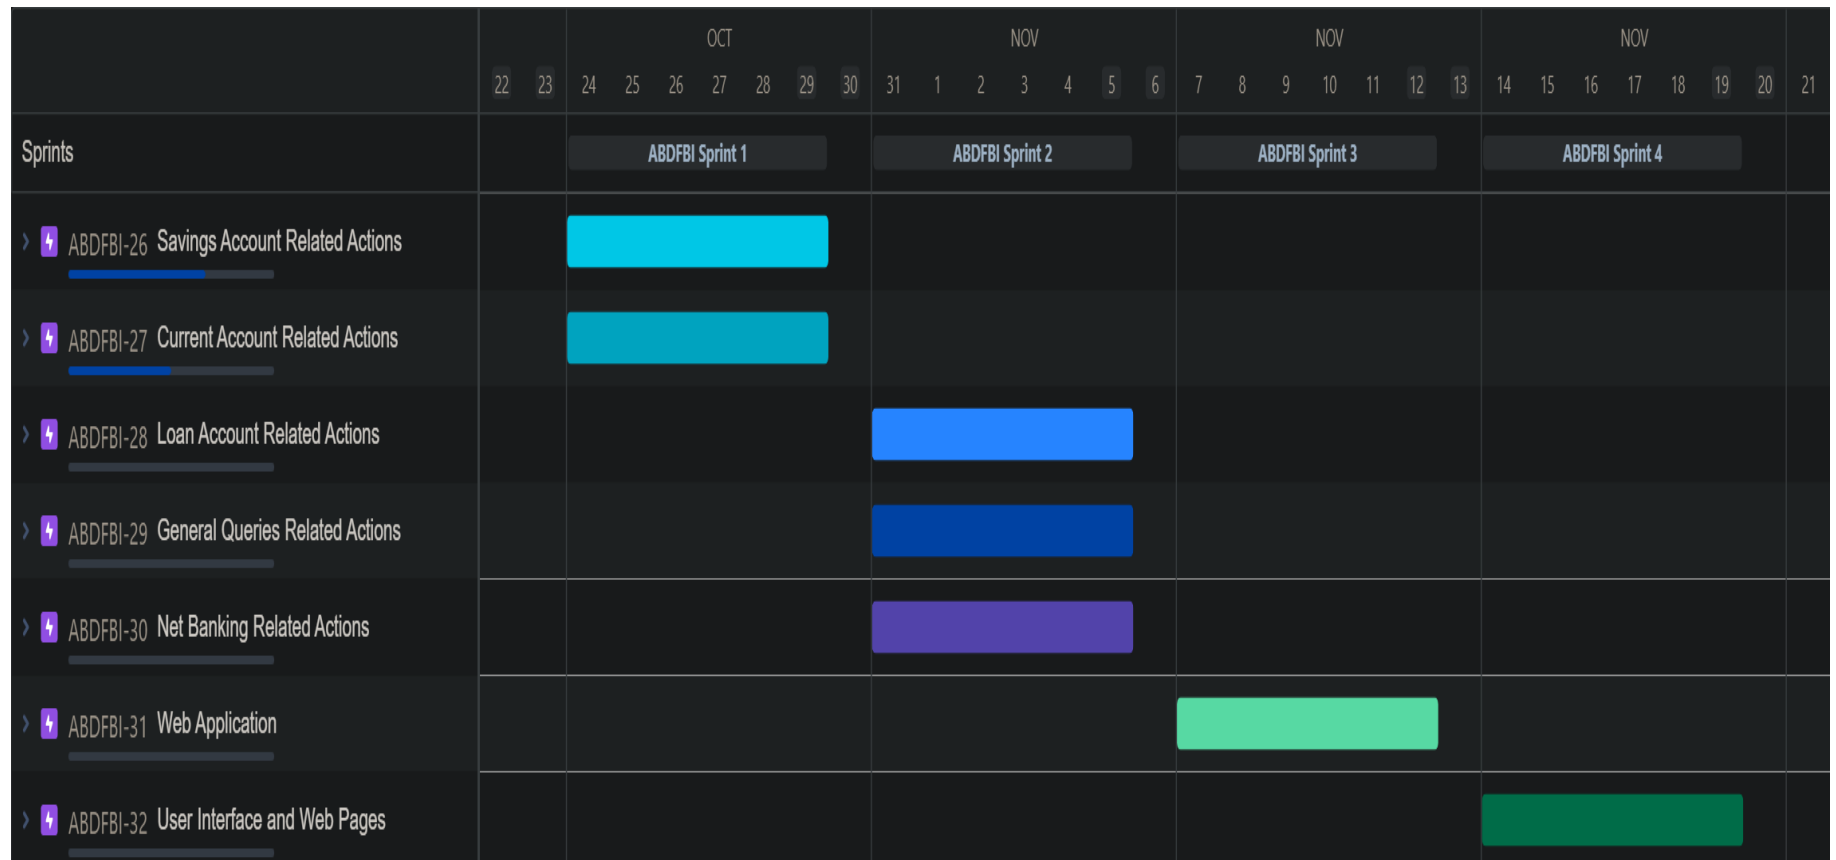 OCT NOV NOV NOV
22 23 24 25 26 27 28 29 30 31 1 2 3 4 5 6 7 8 9 10 11 12 13 14 15 16 17 18 19 20 21
Sprints ABDFBI Sprint 1 ABDFBI Sprint 2 ABDFBI Sprint 3 ABDFBI Sprint 4
ABDFBI-26 Savings Account Related Actions
ABDFBI-27 Current Account Related Actions
ABDFBI-28 Loan Account Related Actions
ABDFBI-29 General Queries Related Actions
ABDFBI-30 Net Banking Related Actions
ABDFBI-31 Web Application
ABDFBI-32 User Interface and Web Pages